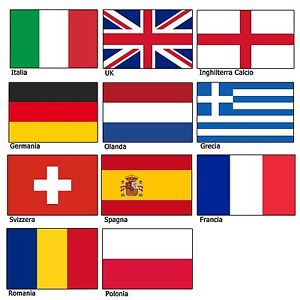 Italia
UK
Inghilterra Calcio
Germania
Olanda
Grecia
Svizzera
Spagna
Francia
Romania
Polonia